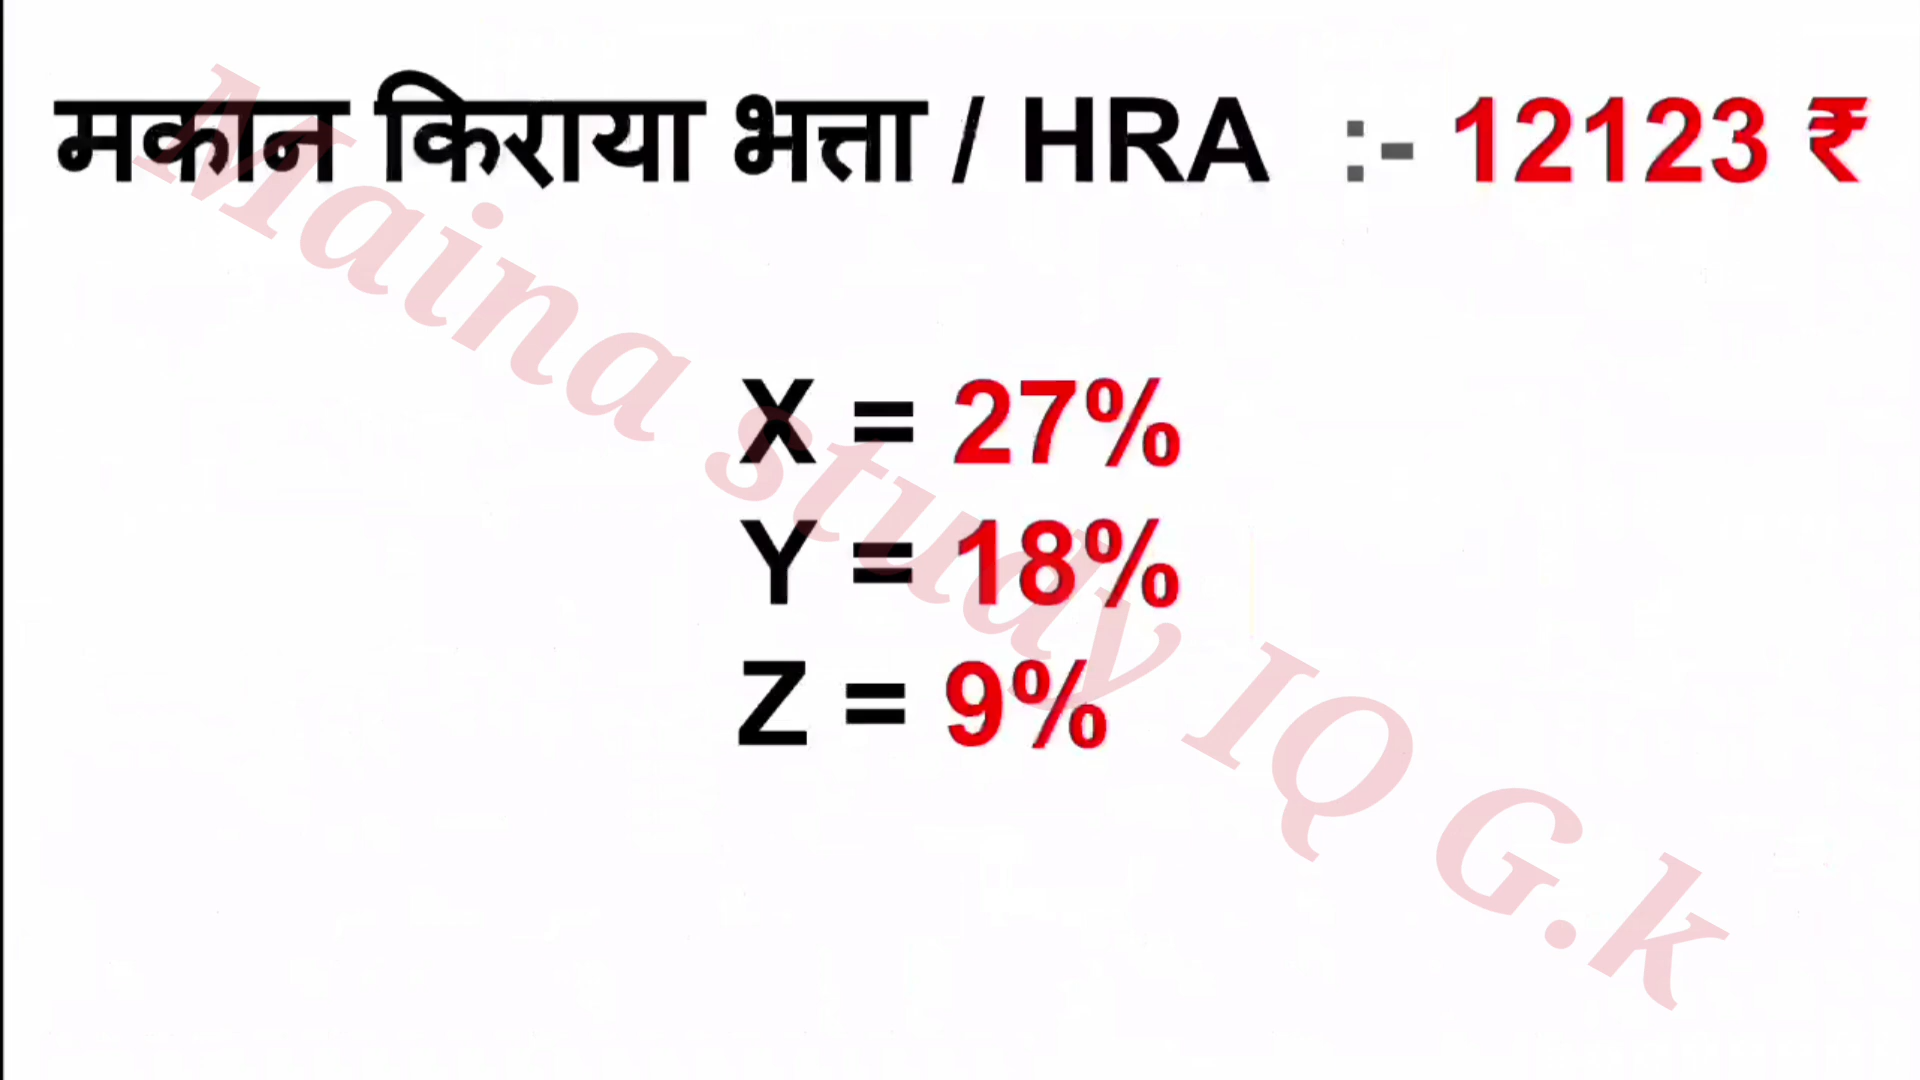 मकान किराया भत्ता / HRA :- 12123 ₹
X = 27%
Y = 18%
Z = 9%
Maina study IQ G.k